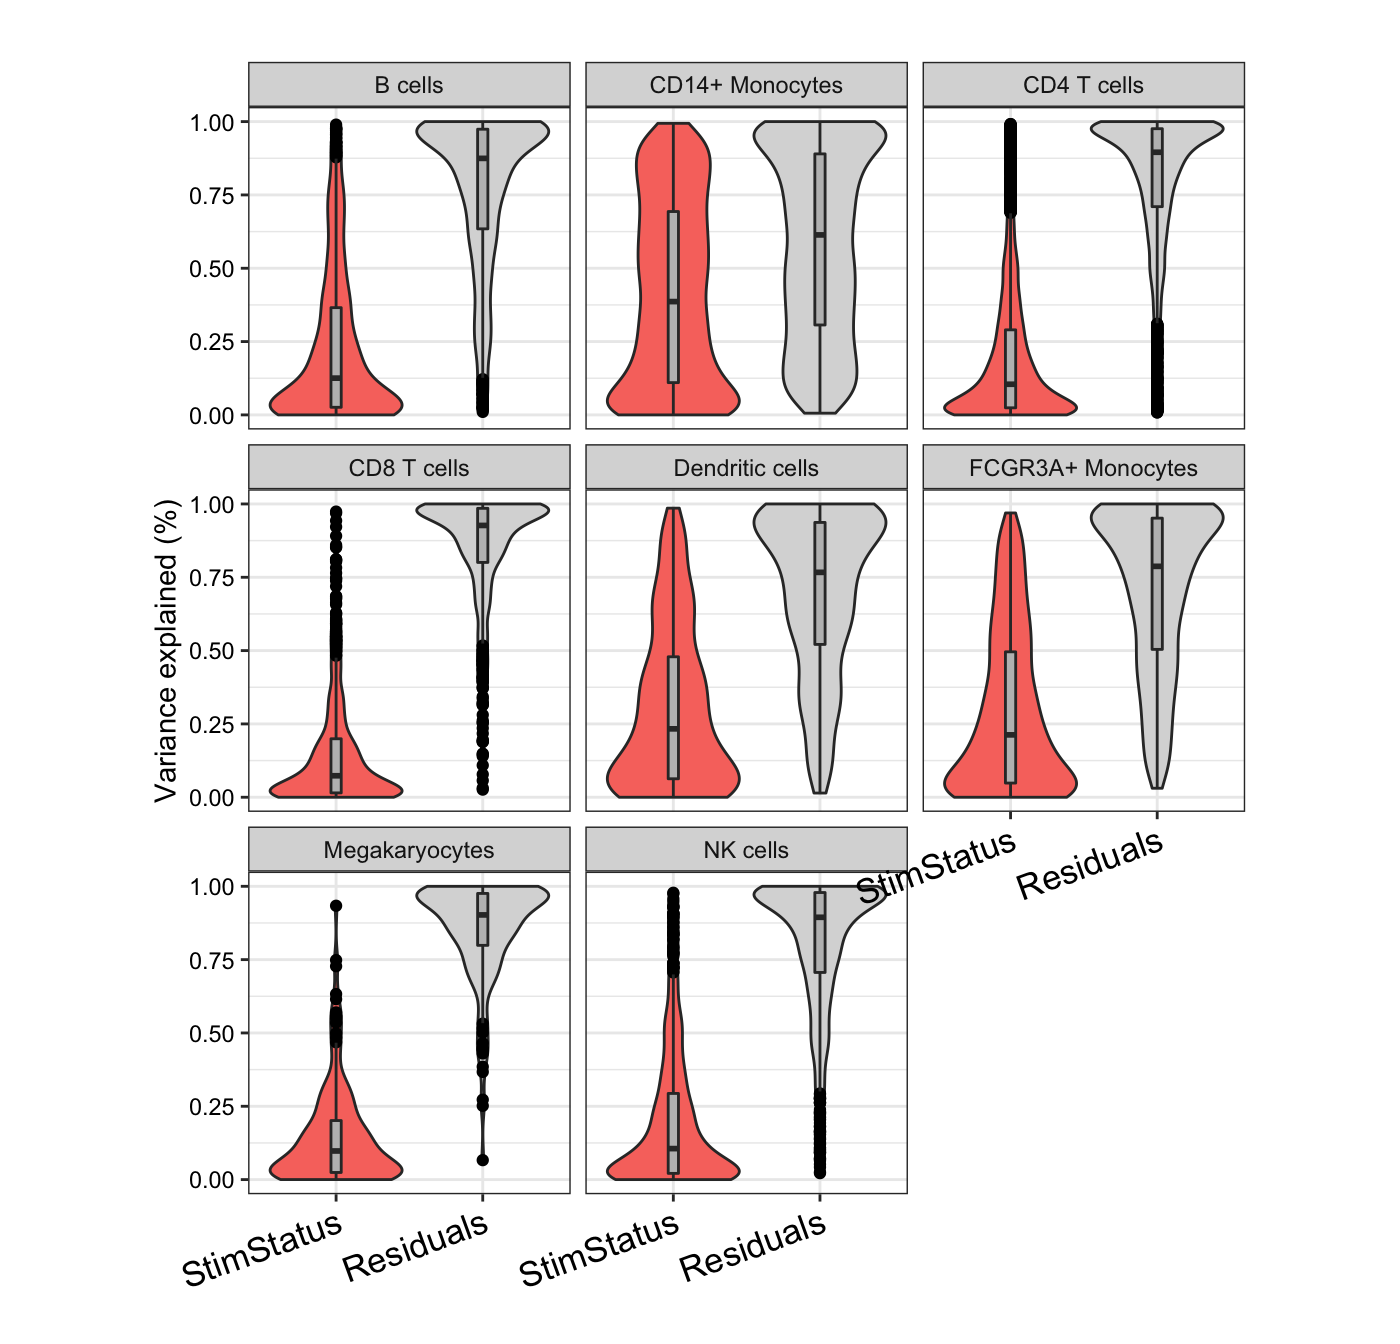 B cells
CD14+ Monocytes
CD4 T cells
1.00
0.75
0.50
0.25
0.00
CD8 T cells
Dendritic cells
FCGR3A+ Monocytes
Variance explained (%)
1.00
0.75
0.50
0.25
0.00
StimStatus
Residuals
Megakaryocytes
NK cells
1.00
0.75
0.50
0.25
0.00
StimStatus
Residuals
StimStatus
Residuals